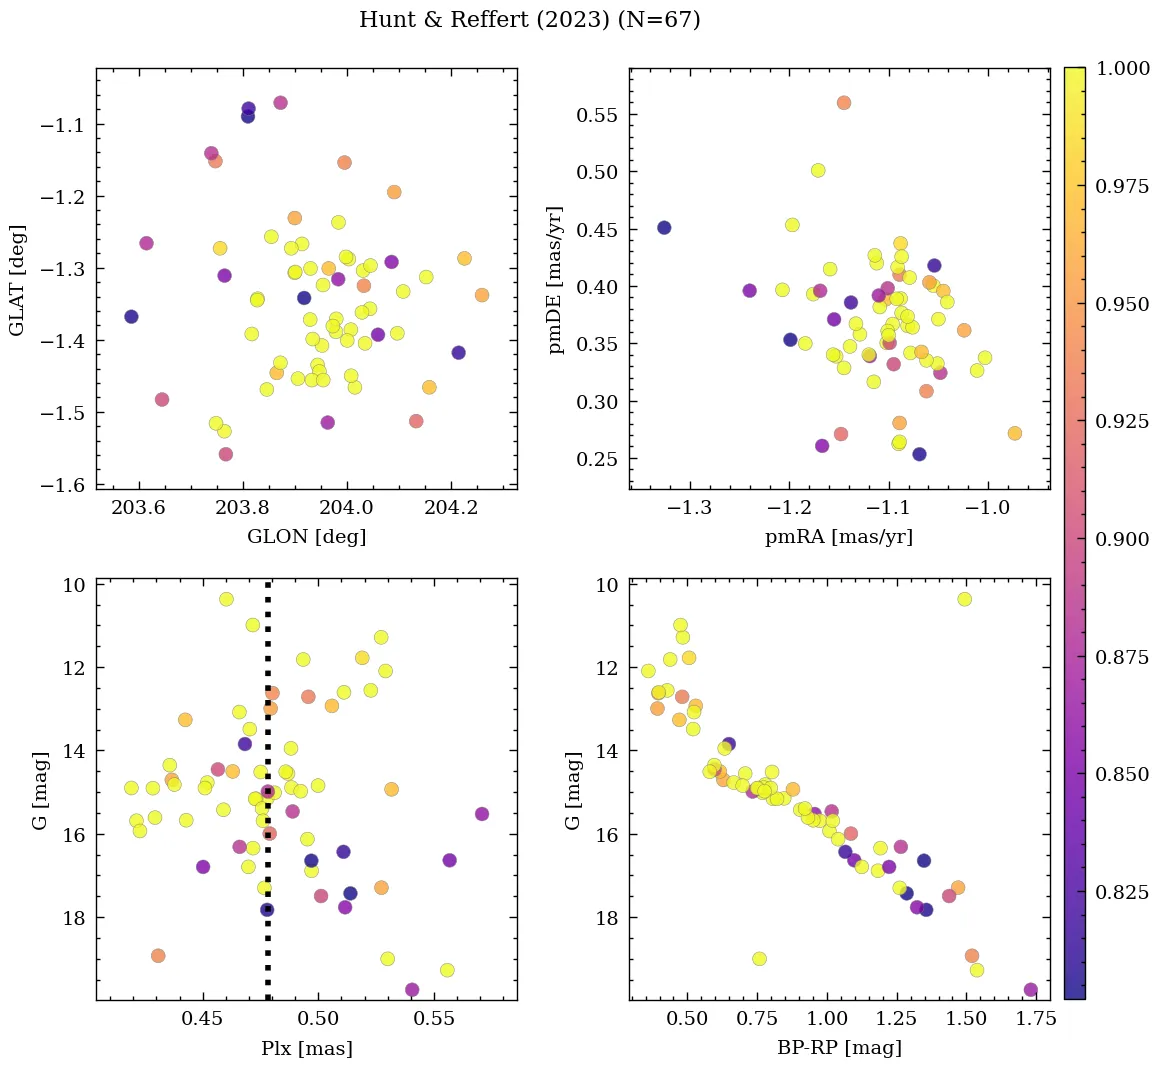 Hunt & Reffert (2023) (N=67)
−1.1
−1.2
−1.3
−1.4
−1.5
−1.6
GLAT [deg]
203.6 203.8 204.0 204.2
GLON [deg]
0.55
0.50
0.45
0.40
0.35
0.30
0.25
pmDE [mas/yr]
−1.3 −1.2 −1.1 −1.0
pmRA [mas/yr]
1.000
0.975
0.950
0.925
0.900
0.875
0.850
0.825
10
12
14
16
18
G [mag]
0.45 0.50 0.55
Plx [mas]
10
12
14
16
18
G [mag]
0.50 0.75 1.00 1.25 1.50 1.75
BP-RP [mag]